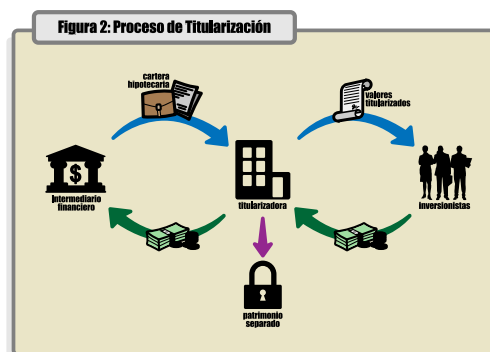 Figura 2: Proceso de Titularización
cartera
hipotecaria
valores
titularizados
$
Intermediario
financiero
titularizadora
Inversionistas
patrimonio
separado